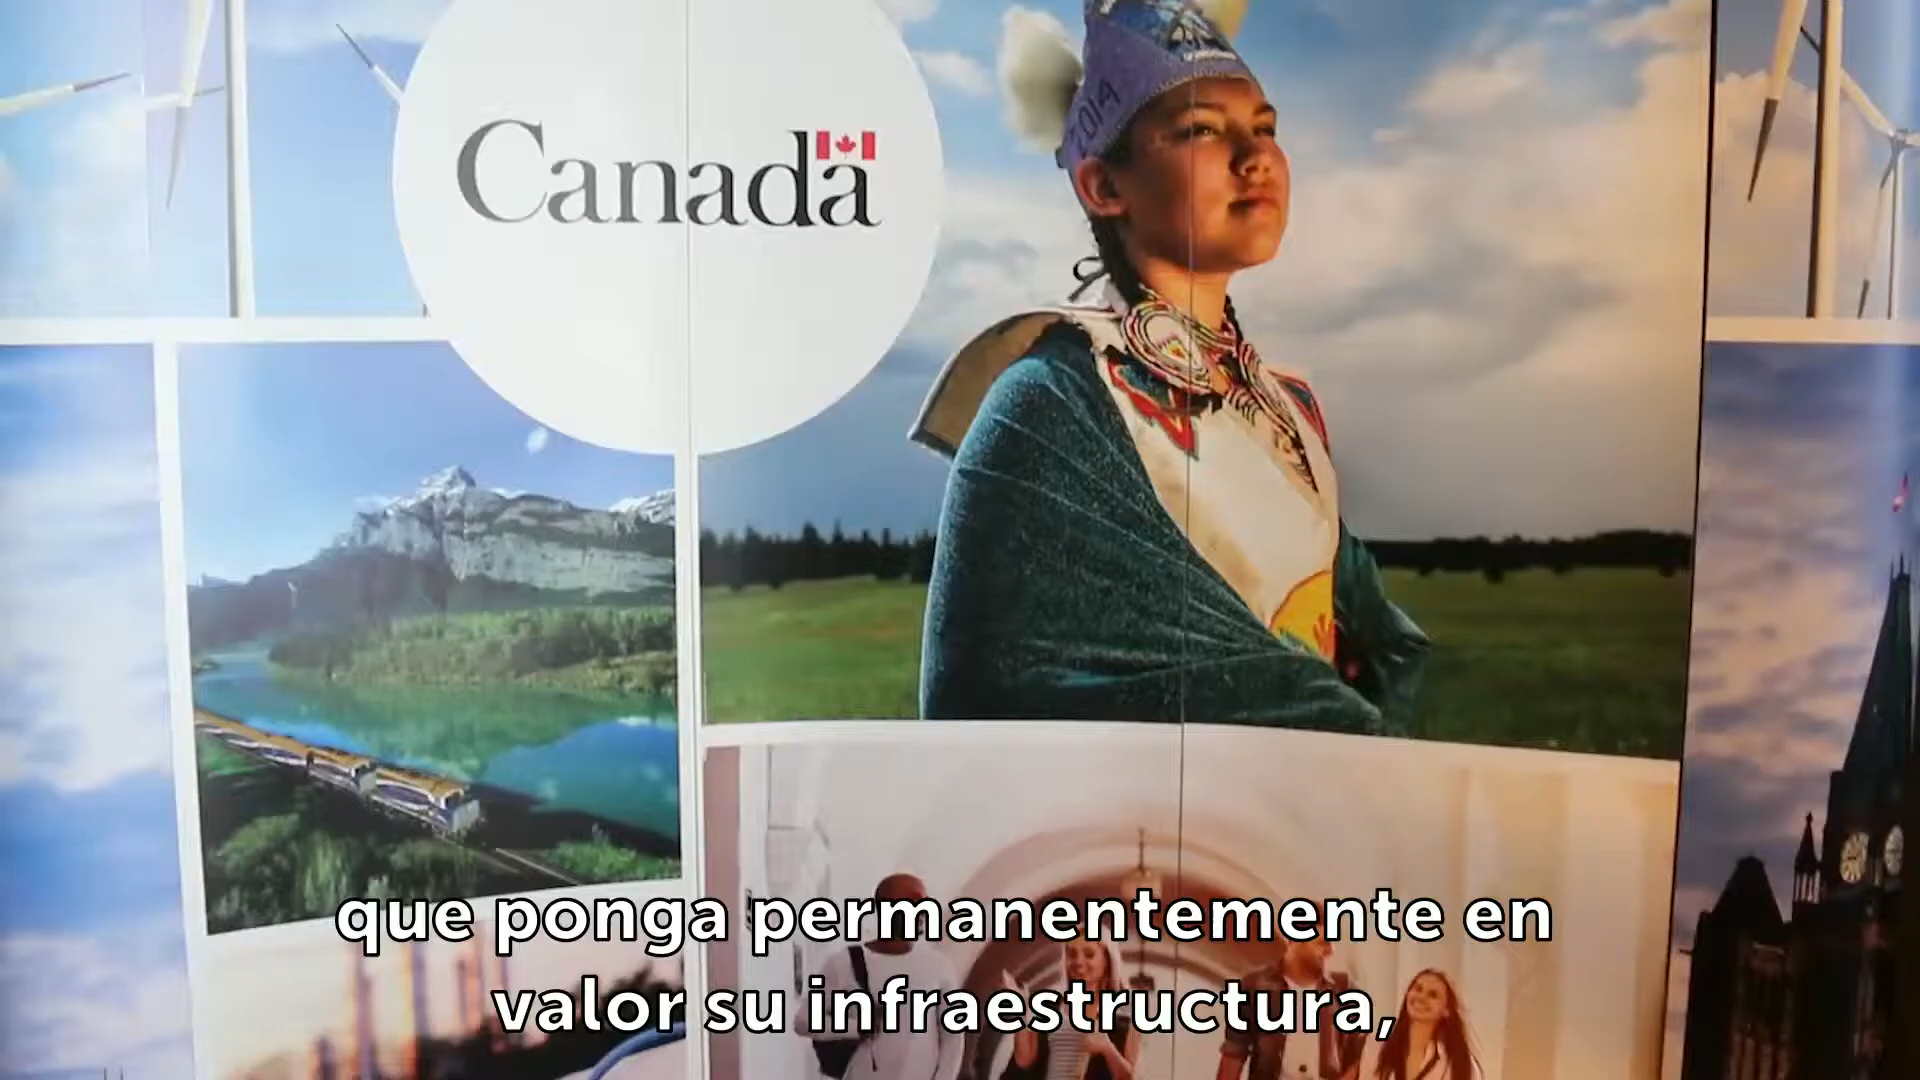 Canada
2014
que ponga permanentemente en
valor su infraestructura,